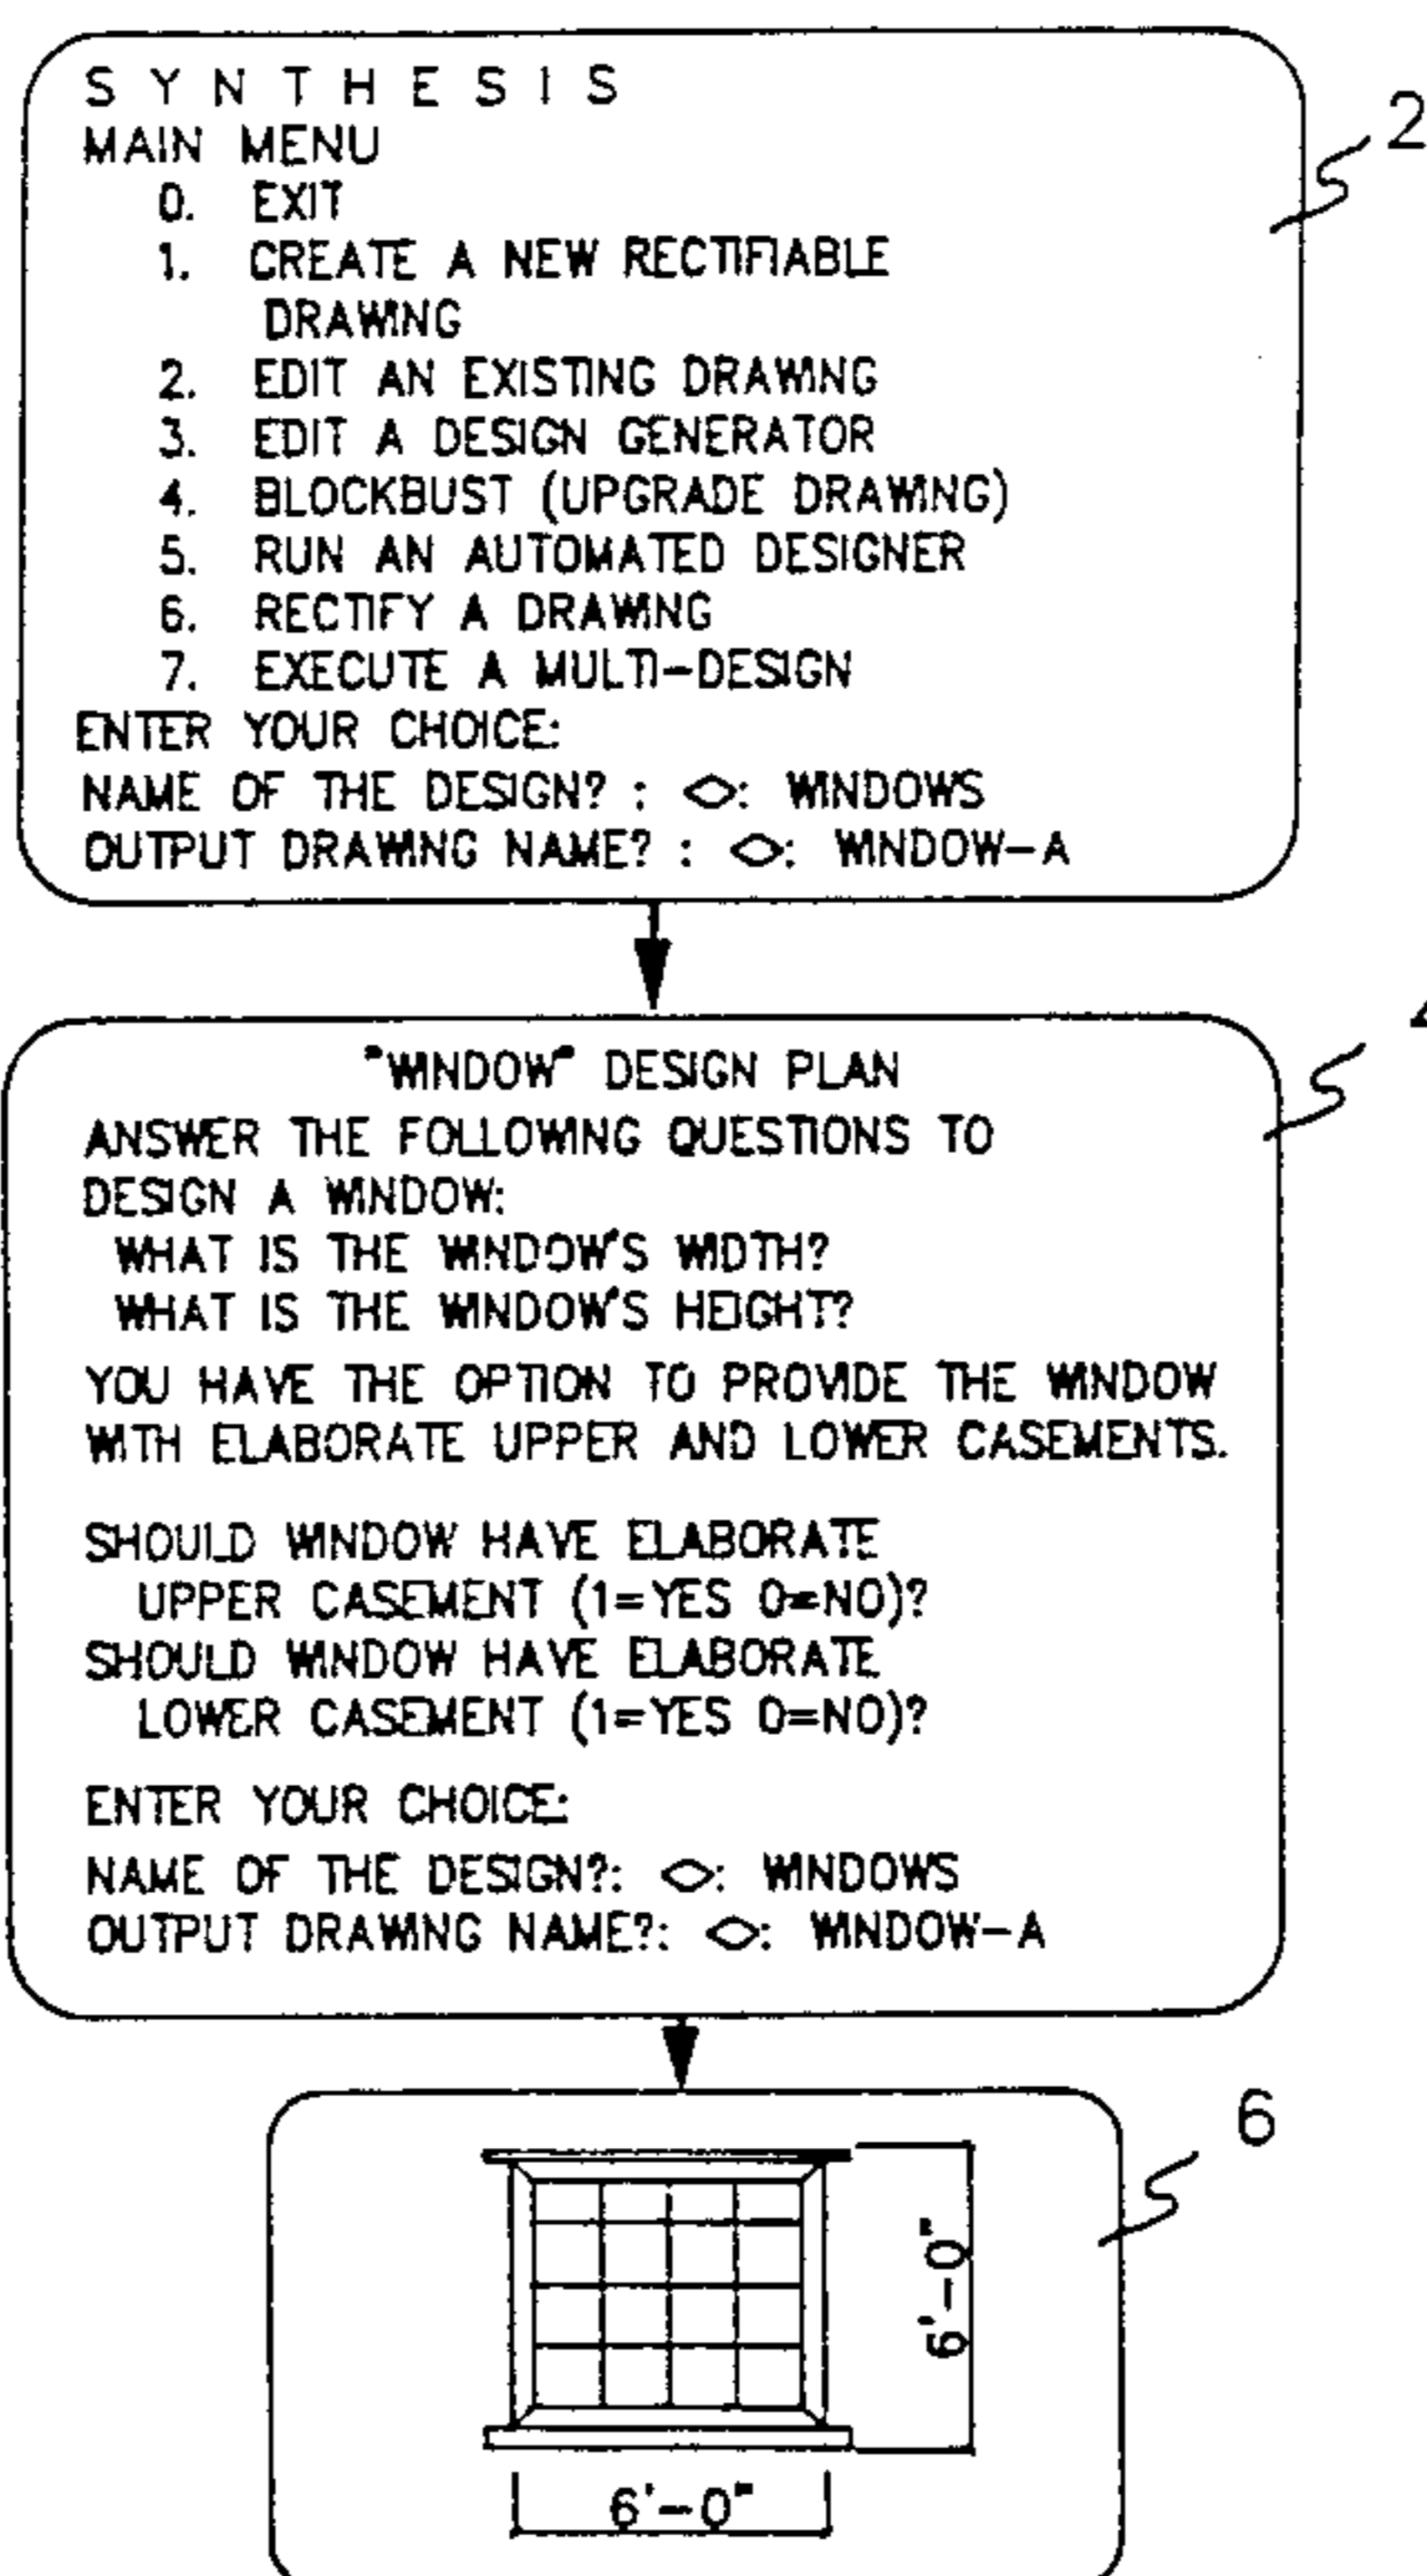 S Y N T H E S I S
MAIN MENU
0. EXIT
1. CREATE A NEW RECTIFIABLE
DRAWING
2. EDIT AN EXISTING DRAWING
3. EDIT A DESIGN GENERATOR
4. BLOCKBUST (UPGRADE DRAWING)
5. RUN AN AUTOMATED DESIGNER
6. RECTIFY A DRAWING
7. EXECUTE A MULTI-DESIGN
ENTER YOUR CHOICE:
NAME OF THE DESIGN? : <>: WINDOWS
OUTPUT DRAWING NAME? : <>: WINDOW-A
2
"WINDOW" DESIGN PLAN
ANSWER THE FOLLOWING QUESTIONS TO
DESIGN A WINDOW:
WHAT IS THE WINDOW'S WIDTH?
WHAT IS THE WINDOW'S HEIGHT?
YOU HAVE THE OPTION TO PROVIDE THE WINDOW
WITH ELABORATE UPPER AND LOWER CASEMENTS.
SHOULD WINDOW HAVE ELABORATE
UPPER CASEMENT (1=YES 0=NO)?
SHOULD WINDOW HAVE ELABORATE
LOWER CASEMENT (1=YES 0=NO)?
ENTER YOUR CHOICE:
NAME OF THE DESIGN?: <>: WINDOWS
OUTPUT DRAWING NAME?: <>: WINDOW-A
6
6'-0"
6'-0"